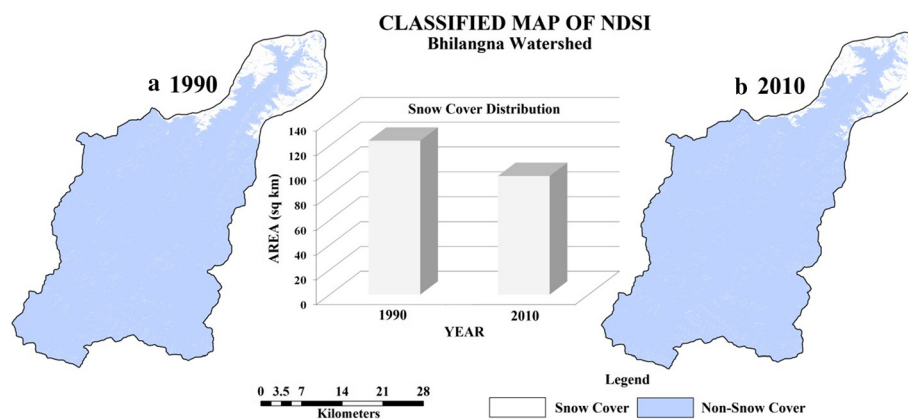 CLASSIFIED MAP OF NDSI
Bhilangna Watershed
a 1990
b 2010
Snow Cover Distribution
AREA (sq km)
140
120
100
80
60
40
20
0
1990
2010
YEAR
0 3.5 7 14 21 28
Kilometers
Legend
Snow Cover
Non-Snow Cover